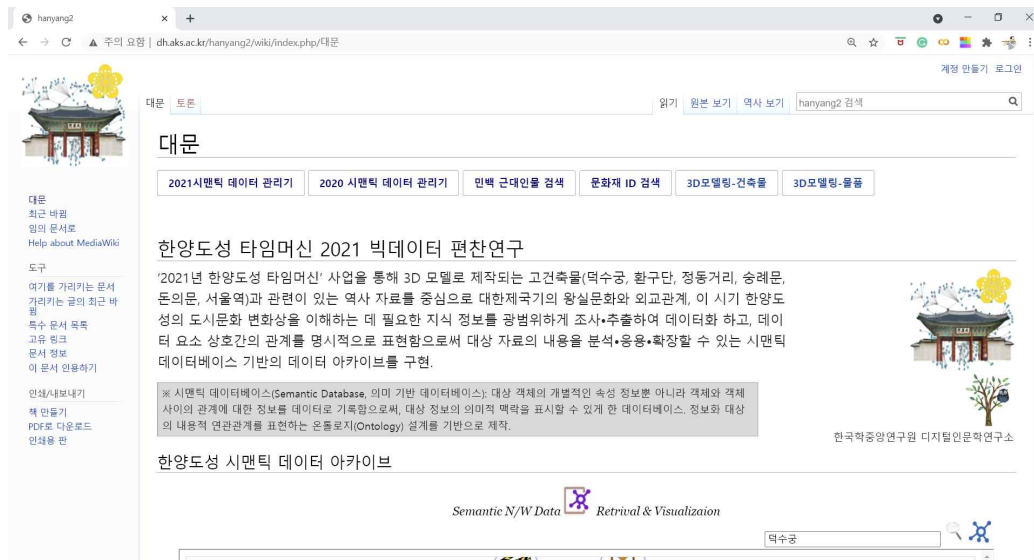 hanyang2
주의 요함 | dh.aks.ac.kr/hanyang2/wiki/index.php/대문
계정 만들기 로그인
대문 토론 읽기 원본 보기 역사 보기 hanyang2 검색
대문
2021시맨틱 데이터 관리기 2020 시맨틱 데이터 관리기 민백 근대인물 검색 문화재 ID 검색 3D모델링-건축물 3D모델링-물품
대문
최근 바뀜
임의 문서로
Help about MediaWiki
도구
여기를 가리키는 문서
가리키는 글의 최근 바
뀜
특수 문서 목록
고유 링크
문서 정보
이 문서 인용하기
인쇄/내보내기
책 만들기
PDF로 다운로드
인쇄용 판
한양도성 타임머신 2021 빅데이터 편찬연구
'2021년 한양도성 타임머신' 사업을 통해 3D 모델로 제작되는 고건축물(덕수궁, 환구단, 정동거리, 숭례문,
돈의문, 서울역)과 관련이 있는 역사 자료를 중심으로 대한제국기의 왕실문화와 외교관계, 이 시기 한양도
성의 도시문화 변화상을 이해하는 데 필요한 지식 정보를 광범위하게 조사•추출하여 데이터화 하고, 데이
터 요소 상호간의 관계를 명시적으로 표현함으로써 대상 자료의 내용을 분석•응용•확장할 수 있는 시맨틱
데이터베이스 기반의 데이터 아카이브를 구현.
※ 시맨틱 데이터베이스(Semantic Database, 의미 기반 데이터베이스): 대상 객체의 개별적인 속성 정보뿐 아니라 객체와 객체
사이의 관계에 대한 정보를 데이터로 기록함으로써, 대상 정보의 의미적 맥락을 표시할 수 있게 한 데이터베이스. 정보화 대상
의 내용적 연관관계를 표현하는 온톨로지(Ontology) 설계를 기반으로 제작.
한국학중앙연구원 디지털인문학연구소
한양도성 시맨틱 데이터 아카이브
Semantic N/W Data Retrival & Visualizaion
덕수궁